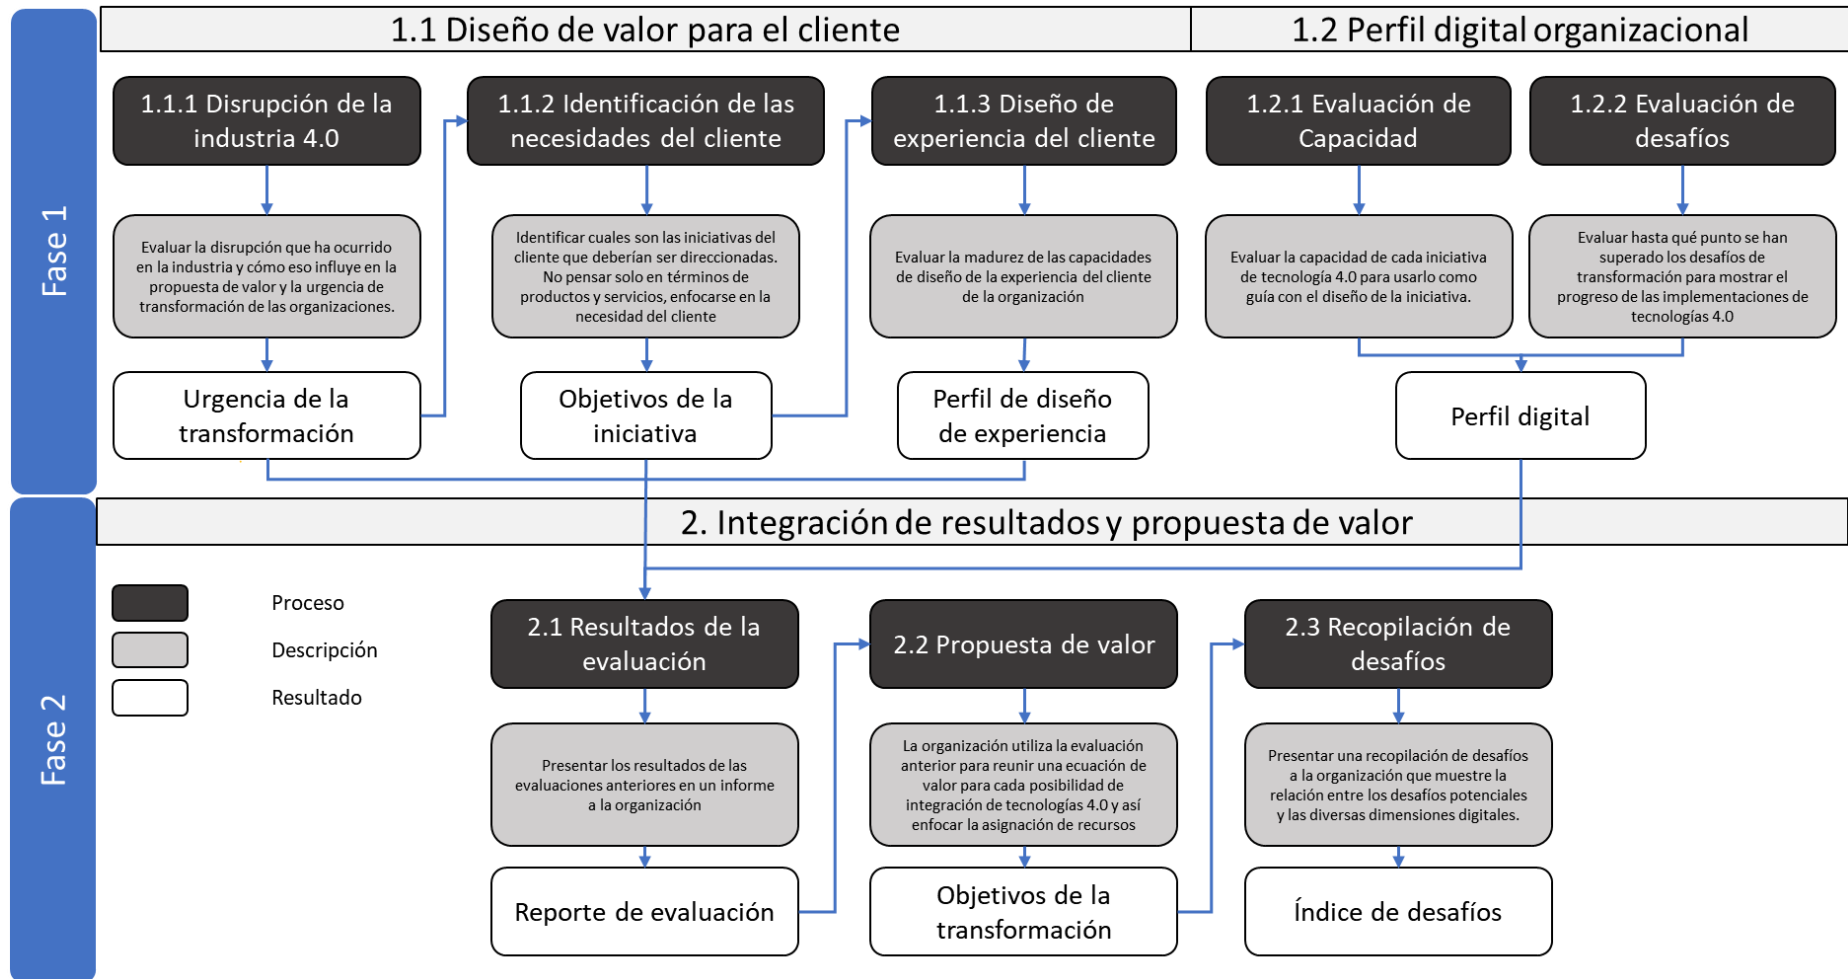 Fase 1
1.1 Diseño de valor para el cliente
1.2 Perfil digital organizacional
1.1.1 Disrupción de la
industria 4.0
1.1.2 Identificación de las
necesidades del cliente
1.1.3 Diseño de
experiencia del cliente
1.2.1 Evaluación de
Capacidad
1.2.2 Evaluación de
desafíos
Evaluar la disrupción que ha ocurrido
en la industria y cómo eso influye en la
propuesta de valor y la urgencia de
transformación de las organizaciones.
Identificar cuales son las iniciativas del
cliente que deberían ser direccionadas.
No pensar solo en términos de
productos y servicios, enfocarse en la
necesidad del cliente
Evaluar la madurez de las capacidades
de diseño de la experiencia del cliente
de la organización
Evaluar la capacidad de cada iniciativa
de tecnología 4.0 para usarlo como
guía con el diseño de la iniciativa.
Evaluar hasta qué punto se han
superado los desafíos de
transformación para mostrar el
progreso de las implementaciones de
tecnologías 4.0
Urgencia de la
transformación
Objetivos de la
iniciativa
Perfil de diseño
de experiencia
Perfil digital
Fase 2
2. Integración de resultados y propuesta de valor
Proceso
Descripción
Resultado
2.1 Resultados de la
evaluación
2.2 Propuesta de valor
2.3 Recopilación de
desafíos
Presentar los resultados de las
evaluaciones anteriores en un informe
a la organización
La organización utiliza la evaluación
anterior para reunir una ecuación de
valor para cada posibilidad de
integración de tecnologías 4.0 y así
enfocar la asignación de recursos
Presentar una recopilación de desafíos
a la organización que muestre la
relación entre los desafíos potenciales
y las diversas dimensiones digitales.
Reporte de evaluación
Objetivos de la
transformación
Índice de desafíos